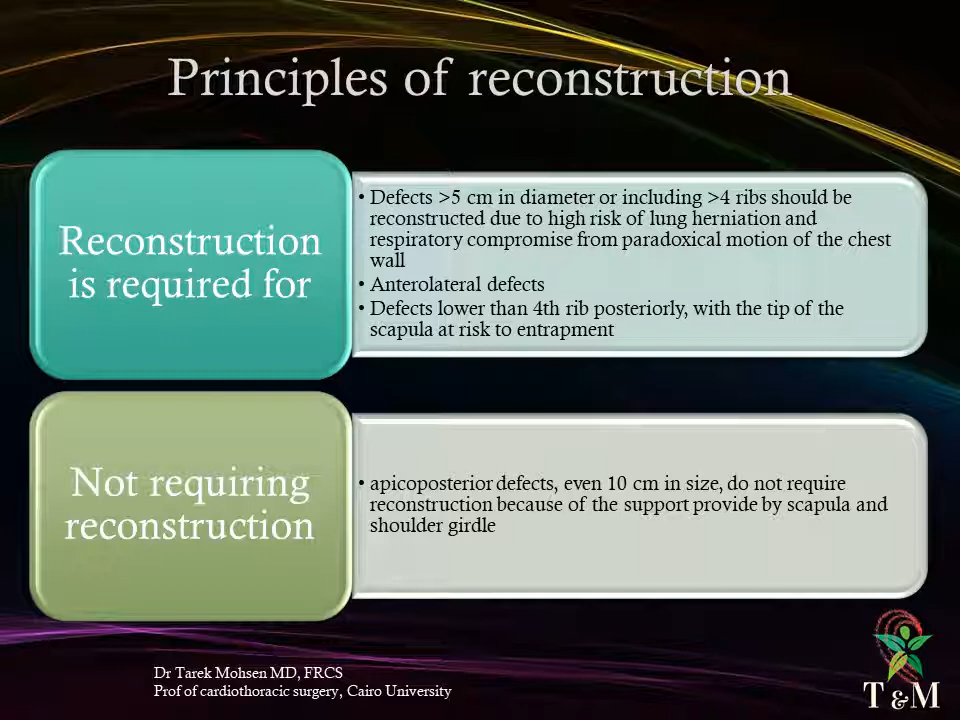 Principles of reconstruction
Reconstruction
is required for
• Defects >5 cm in diameter or including >4 ribs should be
reconstructed due to high risk of lung herniation and
respiratory compromise from paradoxical motion of the chest
wall
• Anterolateral defects
• Defects lower than 4th rib posteriorly, with the tip of the
scapula at risk to entrapment
Not requiring
reconstruction
• apicoposterior defects, even 10 cm in size, do not require
reconstruction because of the support provide by scapula and
shoulder girdle
Dr Tarek Mohsen MD, FRCS
Prof of cardiothoracic surgery, Cairo University
T & M